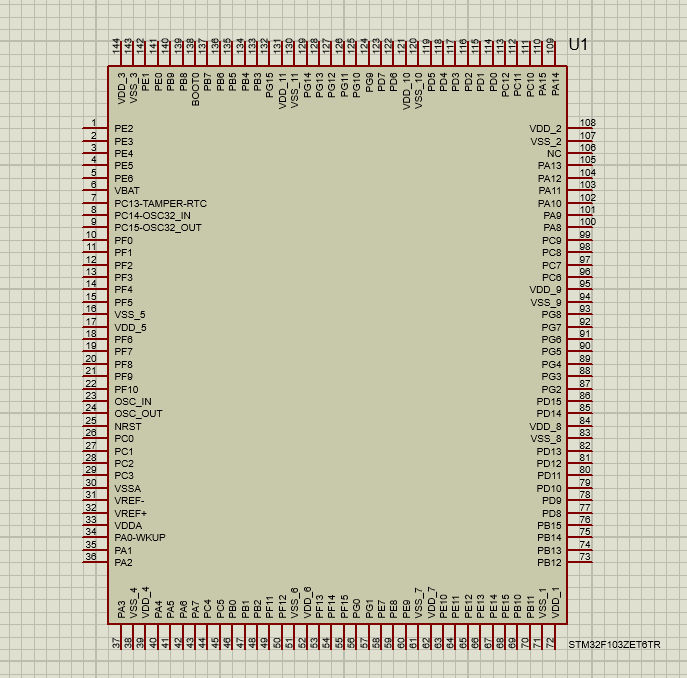 144 143 142 141 140 139 138 137 136 135 134 133 132 131 130 129 128 127 126 125 124 123 122 121 120 119 118 117 116 115 114 113 112 111 110 109
U1
VDD_3 VSS_3 PE1 PE0 PB9 PB8 BOOT0 PB7 PB6 PB5 PB4 PB3 PG15 VDD_11 VSS_11 PG14 PG13 PG12 PG11 PG10 PG9 PD7 PD6 VDD_10 VSS_10 PD5 PD4 PD3 PD2 PD1 PD0 PC12 PC11 PC10 PA15 PA14
1 PE2 VDD_2 108
2 PE3 VSS_2 107
3 PE4 NC 106
4 PE5 PA13 105
5 PE6 PA12 104
6 VBAT PA11 103
7 PC13-TAMPER-RTC PA10 102
8 PC14-OSC32_IN PA9 101
9 PC15-OSC32_OUT PA8 100
10 PF0 PC9 99
11 PF1 PC8 98
12 PF2 PC7 97
13 PF3 PC6 96
14 PF4 VDD_9 95
15 PF5 VSS_9 94
16 VSS_5 PG8 93
17 VDD_5 PG7 92
18 PF6 PG6 91
19 PF7 PG5 90
20 PF8 PG4 89
21 PF9 PG3 88
22 PF10 PG2 87
23 OSC_IN PD15 86
24 OSC_OUT PD14 85
25 NRST VDD_8 84
26 PC0 VSS_8 83
27 PC1 PD13 82
28 PC2 PD12 81
29 PC3 PD11 80
30 VSSA PD10 79
31 VREF- PD9 78
32 VREF+ PD8 77
33 VDDA PB15 76
34 PA0-WKUP PB14 75
35 PA1 PB13 74
36 PA2 PB12 73
PA3 VSS_4 VDD_4 PA4 PA5 PA6 PA7 PC4 PC5 PB0 PB1 PB2 PF11 PF12 VSS_6 VDD_6 PF13 PF14 PF15 PG0 PG1 PE7 PE8 PE9 VSS_7 VDD_7 PE10 PE11 PE12 PE13 PE14 PE15 PB10 PB11 VSS_1 VDD_1
37 38 39 40 41 42 43 44 45 46 47 48 49 50 51 52 53 54 55 56 57 58 59 60 61 62 63 64 65 66 67 68 69 70 71 72
STM32F103ZET6TR